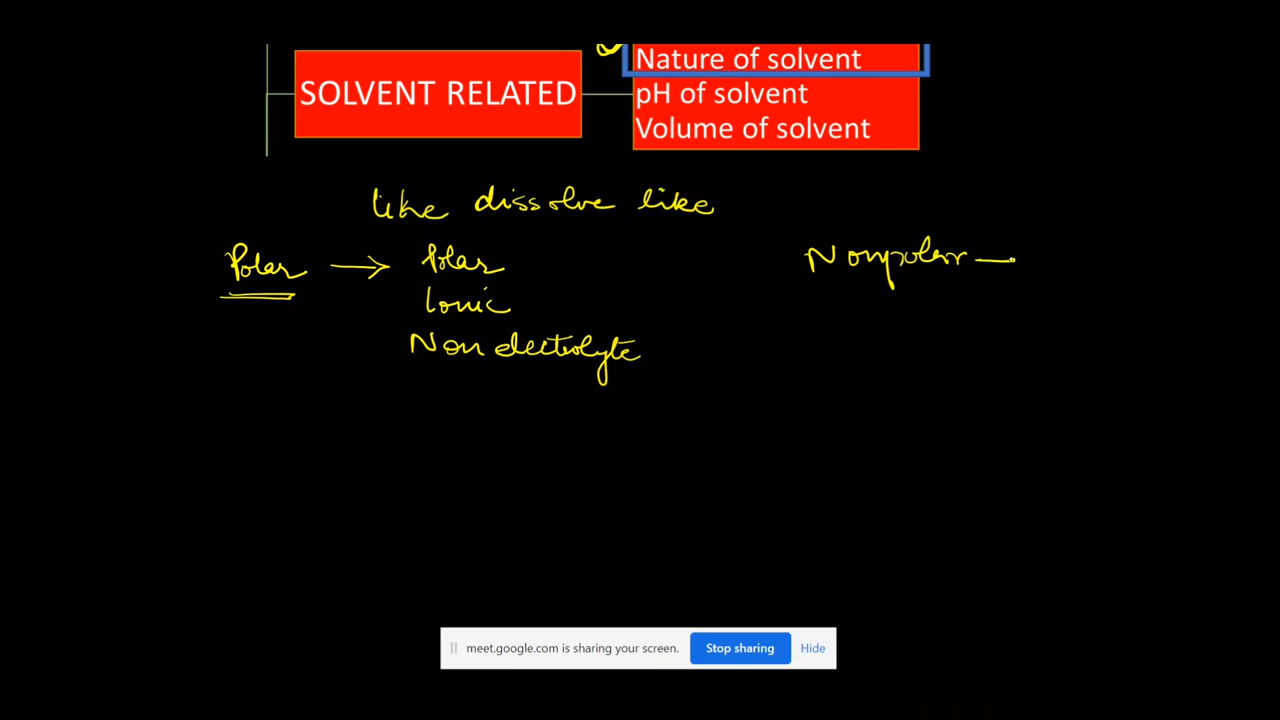 SOLVENT RELATED
Nature of solvent
pH of solvent
Volume of solvent
like dissolve like
Polar → Polar
Ionic
Non electrolyte
Nonpolar —
meet.google.com is sharing your screen. Stop sharing Hide